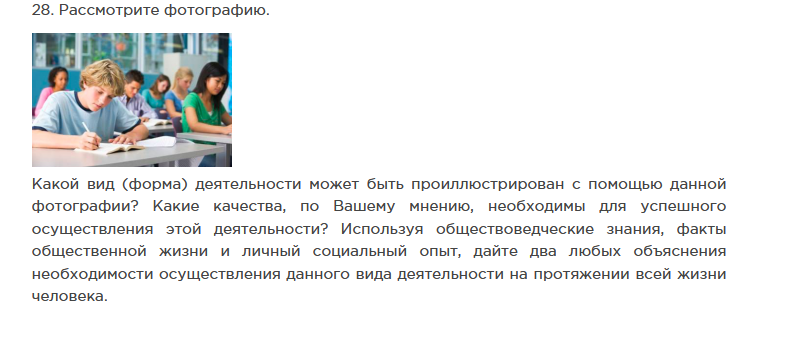 28. Рассмотрите фотографию.
Какой вид (форма) деятельности может быть проиллюстрирован с помощью данной
фотографии? Какие качества, по Вашему мнению, необходимы для успешного
осуществления этой деятельности? Используя обществоведческие знания, факты
общественной жизни и личный социальный опыт, дайте два любых объяснения
необходимости осуществления данного вида деятельности на протяжении всей жизни
человека.